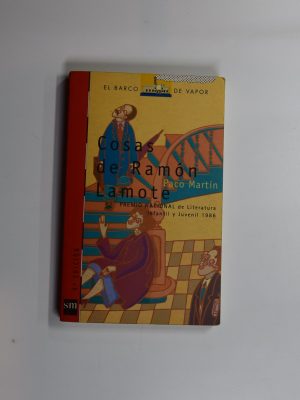 EL BARCO DE VAPOR
Cosas
de Ramón
Lamote
Paco Martín
PREMIO NACIONAL de Literatura
Infantil y Juvenil 1986
sm